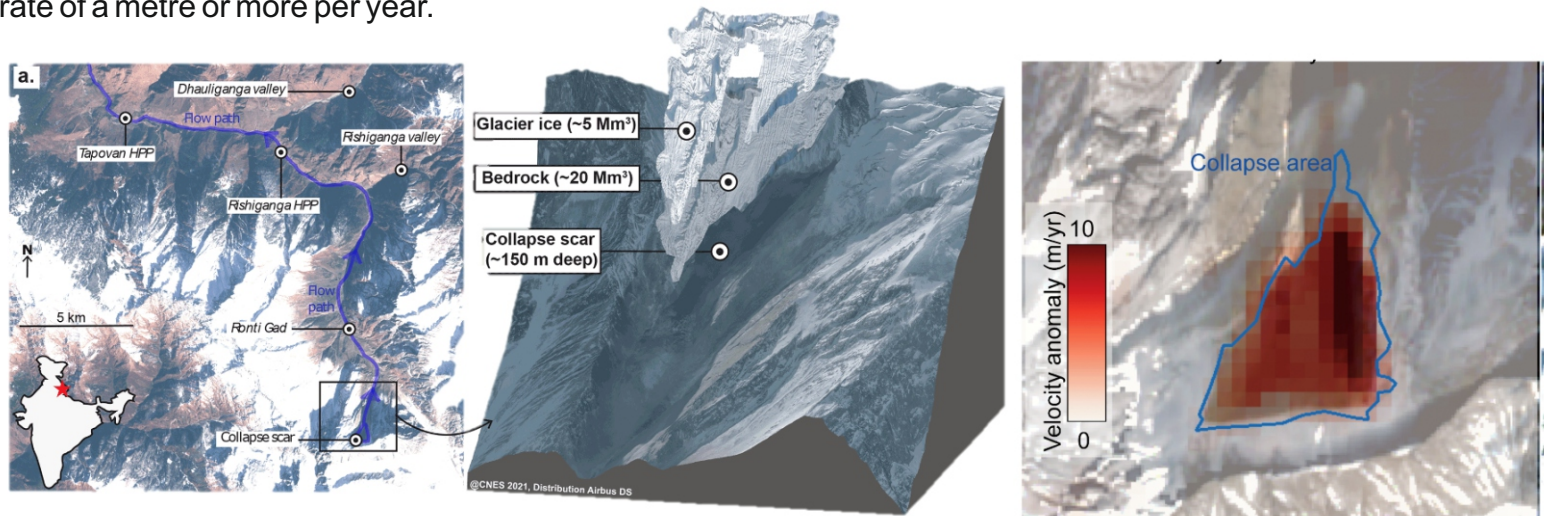 rate of a metre or more per year.
a.
Dhauliganga valley
Flow path
Rishiganga valley
Tapovan HPP
Rishiganga HPP
N
Flow
path
5 km
Ronti Gad
Collapse scar
Glacier ice (~5 Mm³)
Bedrock (~20 Mm³)
Collapse scar
(~150 m deep)
@CNES 2021, Distribution Airbus DS
Collapse area
Velocity anomaly (m/yr)
10
0